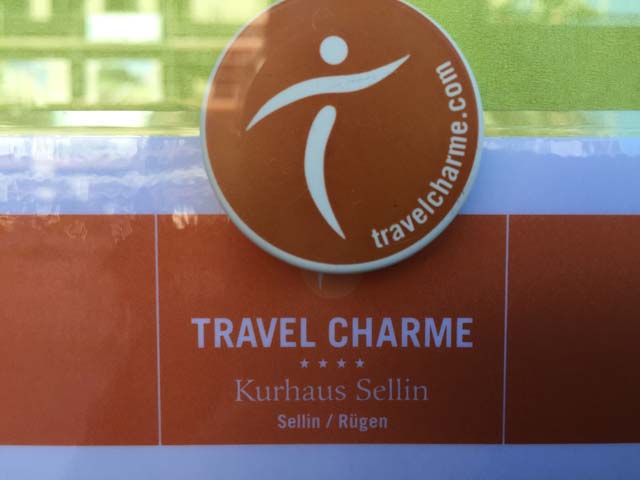 travelcharme.com
TRAVEL CHARME
★★★★
Kurhaus Sellin
Sellin / Rügen